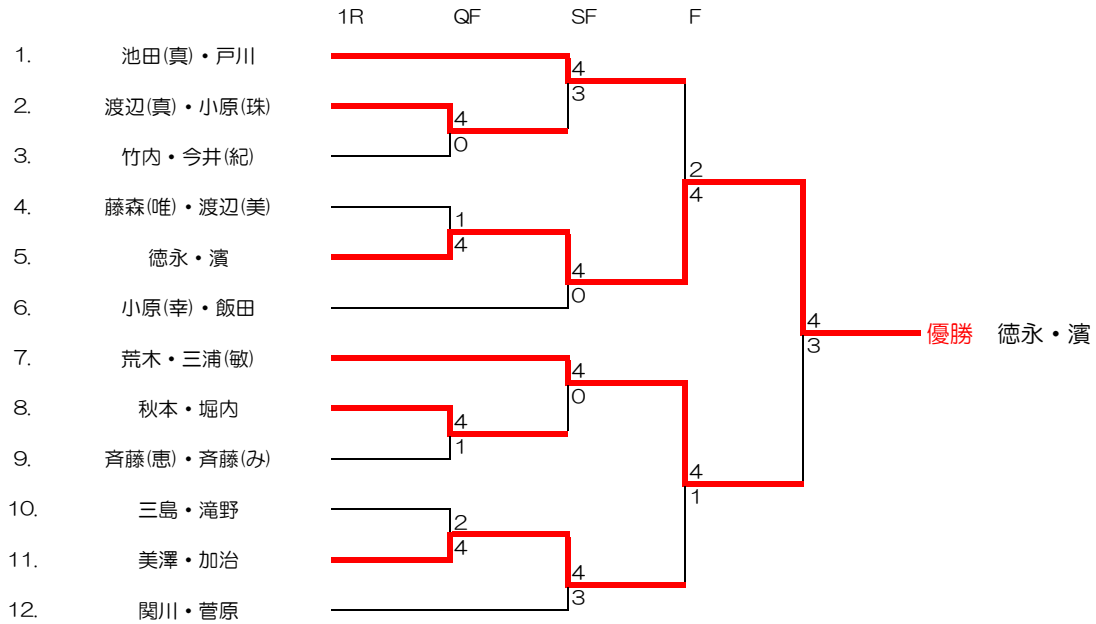 1R QF SF F
1. 池田(真)・戸川
4
2. 渡辺(真)・小原(珠)
3
4
0
3. 竹内・今井(紀)
2
4
4. 藤森(唯)・渡辺(美)
1
4
5. 徳永・濱
4
0
6. 小原(幸)・飯田
4
優勝 徳永・濱
3
7. 荒木・三浦(敏)
4
0
8. 秋本・堀内
4
1
9. 斉藤(恵)・斉藤(み)
4
1
10. 三島・滝野
2
4
11. 美澤・加治
4
3
12. 関川・菅原